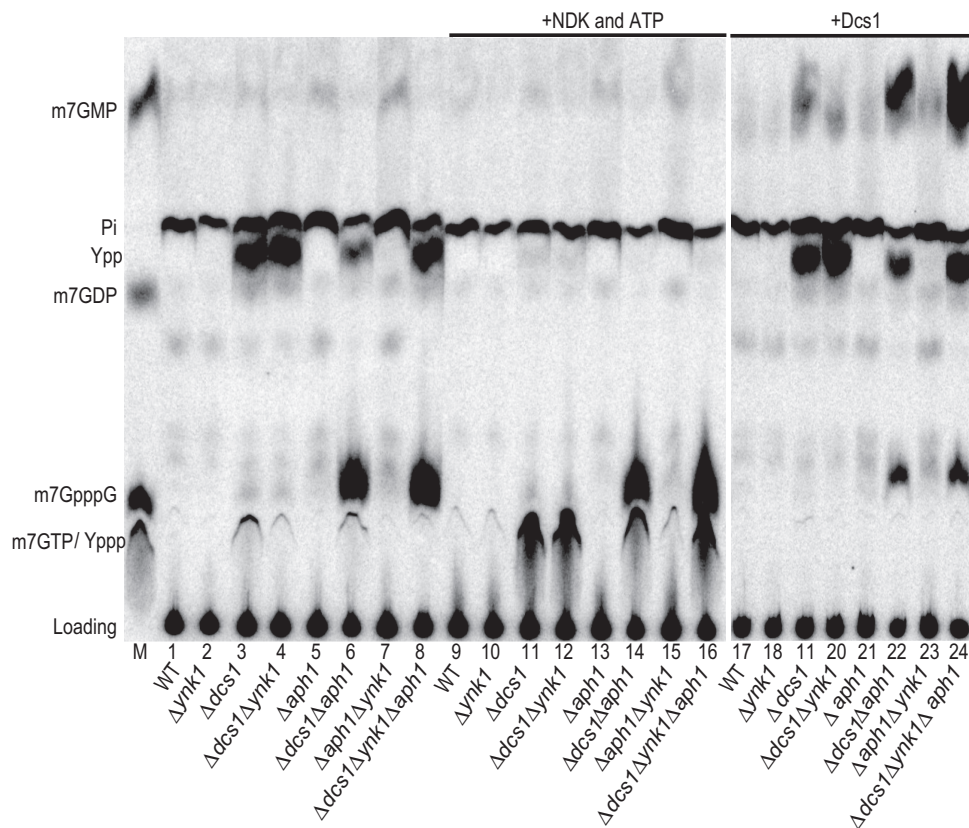 +NDK and ATP
+Dcs1
m7GMP
Pi
Ypp
m7GDP
m7GpppG
m7GTP/ Yppp
Loading
M 1 2 3 4 5 6 7 8 9 10 11 12 13 14 15 16 17 18 11 20 21 22 23 24
WT
Δynk1
Δdcs1
Δdcs1Δynk1
Δaph1
Δdcs1Δaph1
Δaph1Δynk1
Δdcs1Δynk1Δaph1
WT
Δynk1
Δdcs1
Δdcs1Δynk1
Δaph1
Δdcs1Δaph1
Δaph1Δynk1
Δdcs1Δynk1Δaph1
WT
Δynk1
Δdcs1
Δdcs1Δynk1
Δ aph1
Δdcs1Δaph1
Δaph1Δynk1
Δdcs1Δynk1Δ aph1